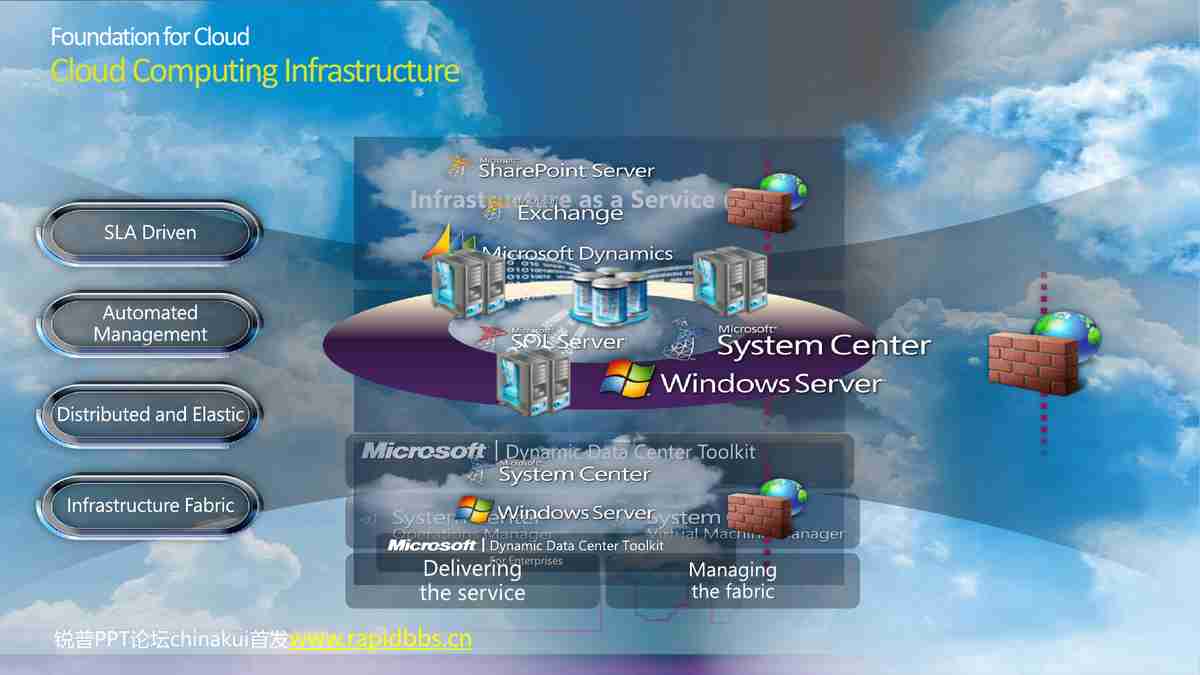 Foundation for Cloud
Cloud Computing Infrastructure
SLA Driven
Automated
Management
Distributed and Elastic
Infrastructure Fabric
Microsoft
SharePoint Server
Infrastructure as a Service
Exchange
Microsoft Dynamics
Microsoft
SQL Server
Microsoft
System Center
Windows Server
Microsoft | Dynamic Data Center Toolkit
Microsoft
System Center
Windows Server
System Center
Operations Manager
System
Virtual Machine Manager
Microsoft | Dynamic Data Center Toolkit
For Enterprises
Delivering
the service
Managing
the fabric
锐普PPT论坛chinakui首发www.rapidbbs.cn